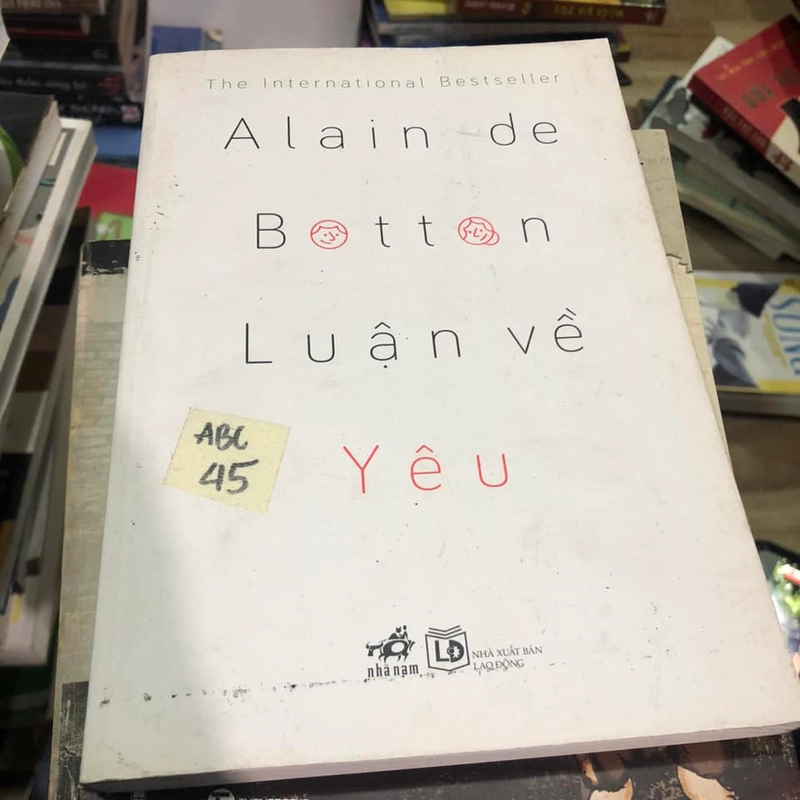 The International Bestseller
Alain de
Botton
Luận về
Yêu
ABC
45
nhã nam
LĐ
NHÀ XUẤT BẢN
LAO ĐỘNG